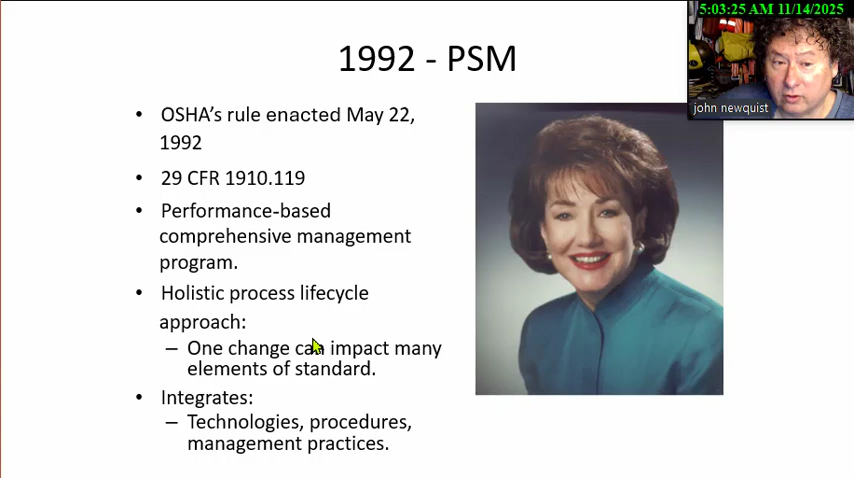 5:03:25 AM 11/14/2025
john newquist
1992 - PSM
• OSHA's rule enacted May 22,
1992
• 29 CFR 1910.119
• Performance-based
comprehensive management
program.
• Holistic process lifecycle
approach:
– One change can impact many
elements of standard.
• Integrates:
– Technologies, procedures,
management practices.